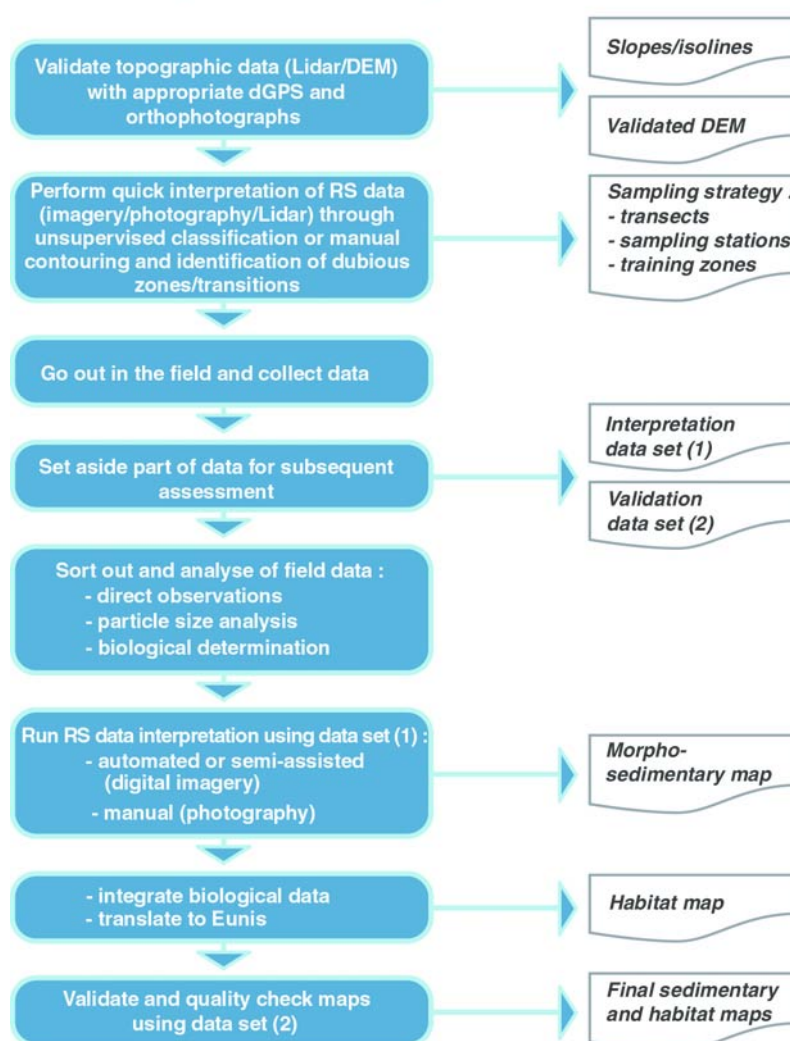 Validate topographic data (Lidar/DEM)
with appropriate dGPS and
orthophotographs
Slopes/isolines
Validated DEM
Perform quick interpretation of RS data
(imagery/photography/Lidar) through
unsupervised classification or manual
contouring and identification of dubious
zones/transitions
Sampling strategy :
- transects
- sampling stations
- training zones
Go out in the field and collect data
Set aside part of data for subsequent
assessment
Interpretation
data set (1)
Validation
data set (2)
Sort out and analyse of field data :
- direct observations
- particle size analysis
- biological determination
Run RS data interpretation using data set (1) :
- automated or semi-assisted
(digital imagery)
- manual (photography)
Morpho-
sedimentary map
- integrate biological data
- translate to Eunis
Habitat map
Validate and quality check maps
using data set (2)
Final sedimentary
and habitat maps